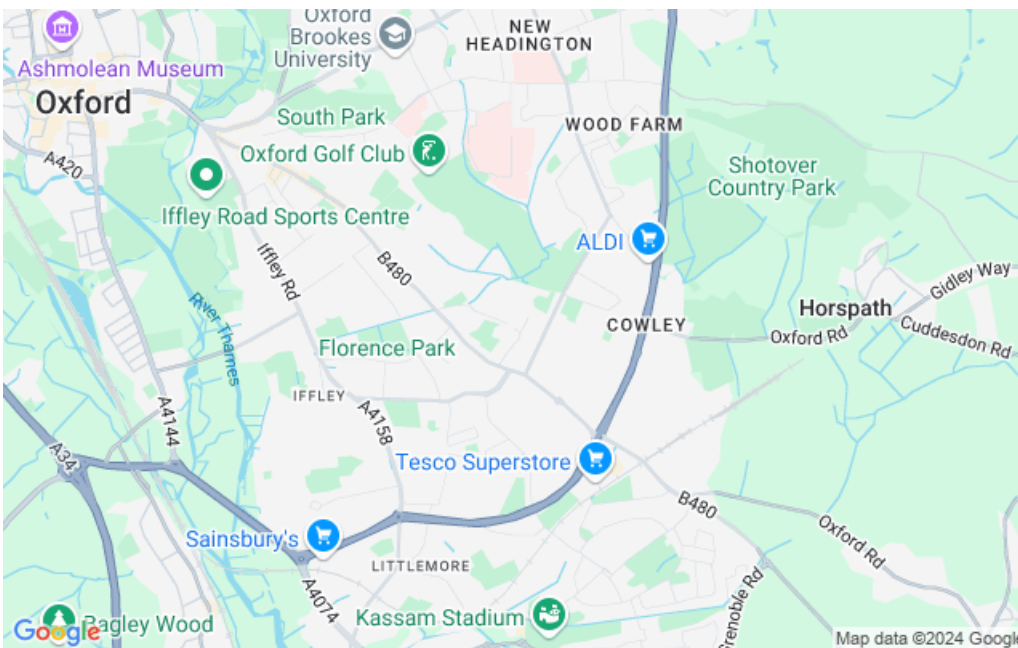 Oxford
Brookes
University
NEW
HEADINGTON
Ashmolean Museum
Oxford
South Park
WOOD FARM
Oxford Golf Club
A420
Shotover
Country Park
Iffley Road Sports Centre
ALDI
Iffley Rd
B480
Gidley Way
River Thames
Horspath
COWLEY
Oxford Rd
Cuddesdon Rd
Florence Park
IFFLEY
A4144
A4158
A34
Tesco Superstore
B480
Oxford Rd
Sainsbury's
LITTLEMORE
A4074
Grenoble Rd
Kassam Stadium
Bagley Wood
Google
Map data ©2024 Google